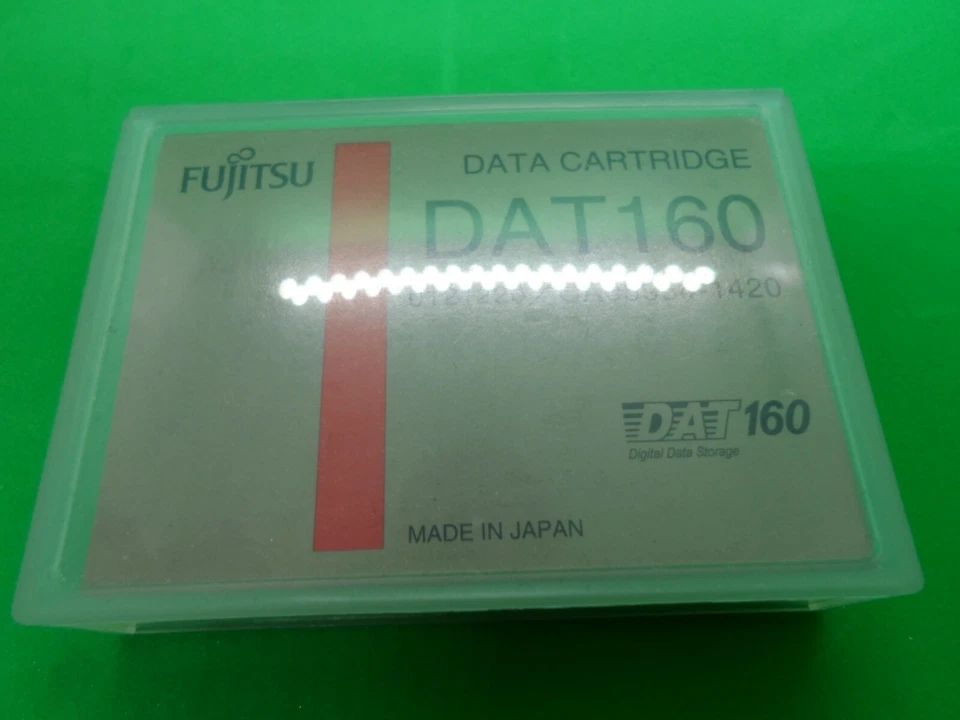 FUJITSU
DATA CARTRIDGE
DAT160
DAT 160
Digital Data Storage
MADE IN JAPAN